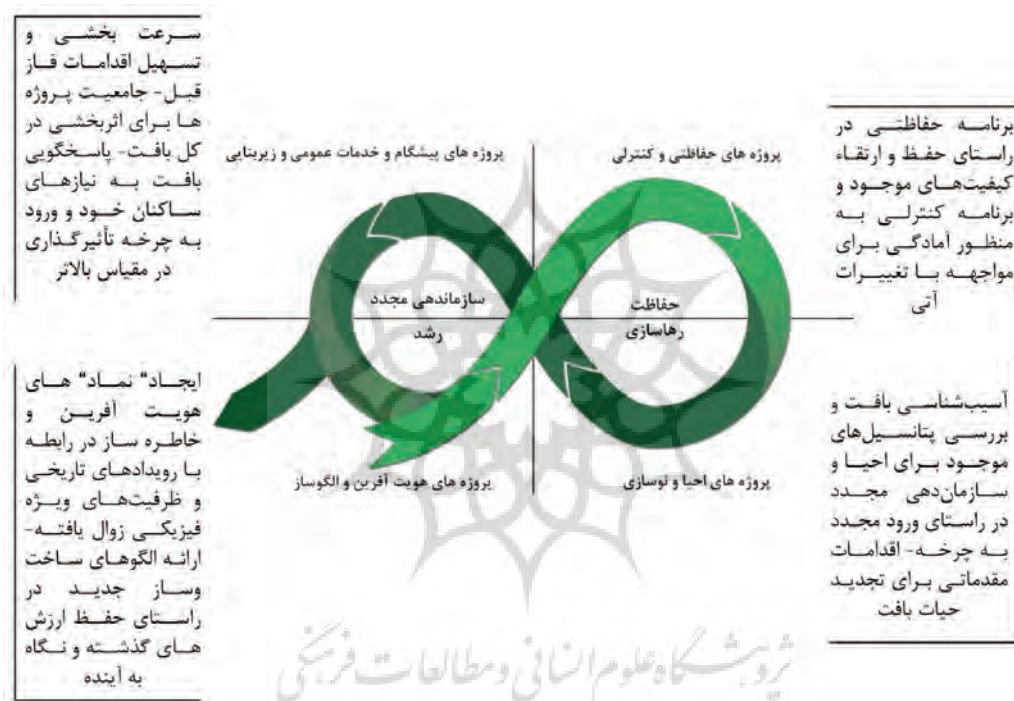 برنامه حفاظتی در
راستای حفظ و ارتقاء
کیفیت‌های موجود و
برنامه کنترلی به
منظور آمادگی برای
مواجهه با تغییرات
آتی
آسیب‌شناسی بافت و
بررسی پتانسیل‌های
موجود برای احیا و
سازمان‌دهی مجدد
در راستای ورود مجدد
به چرخه- اقدامات
مقدماتی برای تجدید
حیات بافت
پروژه های حفاظتی و کنترلی
پروژه های پیشگام و خدمات عمومی و زیربنایی
حفاظت
رهاسازی
سازماندهی مجدد
رشد
پروژه های احیا و نوسازی
پروژه های هویت آفرین و الگوساز
سرعت بخشی و
تسهیل اقدامات فاز
قبل- جامعیت پروژه
ها برای اثربخشی در
کل بافت- پاسخگویی
بافت به نیازهای
ساکنان خود و ورود
به چرخه تأثیرگذاری
در مقیاس بالاتر
ایجاد" نماد" های
هویت آفرین و
خاطره ساز در رابطه
با رویدادهای تاریخی
و ظرفیت‌های ویژه
فیزیکی زوال یافته-
ارائه الگوهای ساخت
وساز جدید در
راستای حفظ ارزش
های گذشته و نگاه
به آینده
پژوهشگاه علوم انسانی و مطالعات فرهنگی